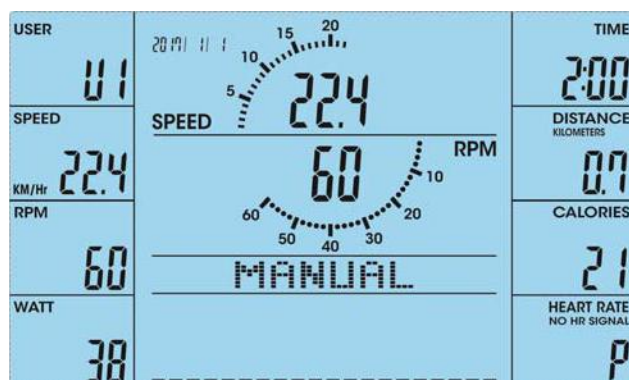 USER
U1
SPEED
KM/Hr 22.4
RPM
60
WATT
38
2017/ 1/ 1
5
10
15
20
SPEED
22.4
60
RPM
10
20
30
40
50
60
MANUAL
TIME
2:00
DISTANCE
KILOMETERS
0.7
CALORIES
21
HEART RATE
NO HR SIGNAL
P